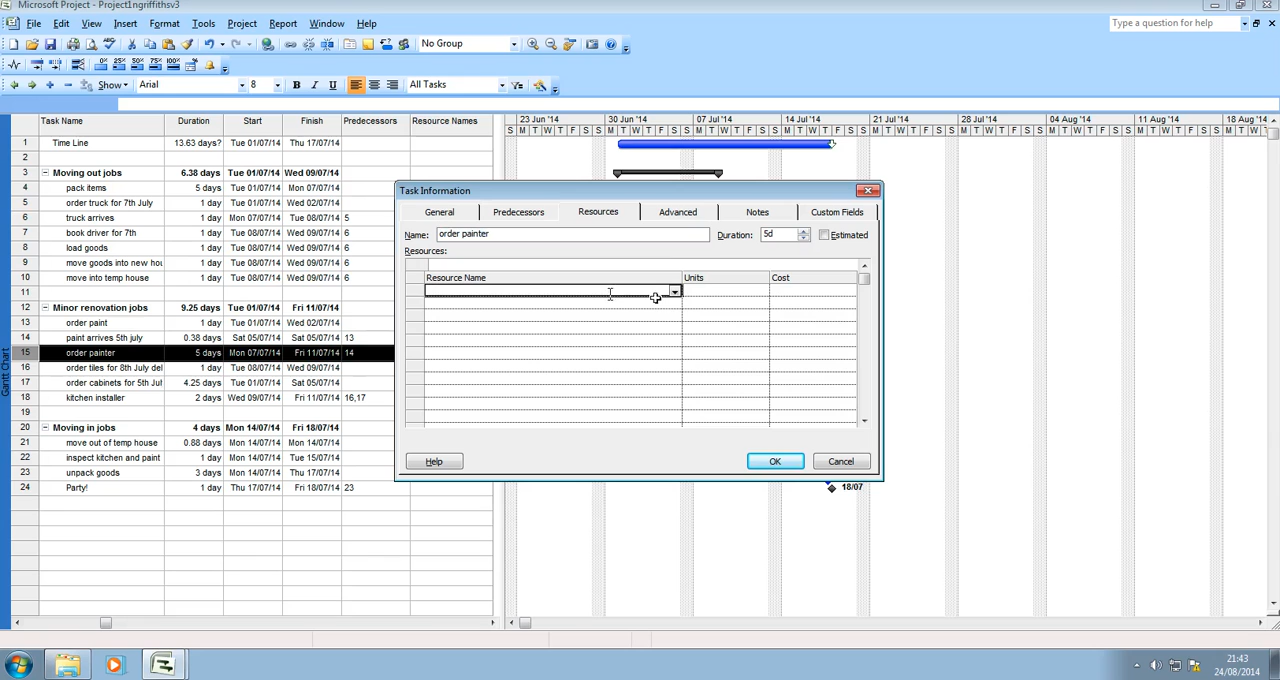 Microsoft Project - Project1ngriffithsv3
File Edit View Insert Format Tools Project Report Window Help
Type a question for help
No Group
Show Arial 8 B I U All Tasks
Task Name Duration Start Finish Predecessors Resource Names
23 Jun '14 30 Jun '14 07 Jul '14 14 Jul '14 21 Jul '14 28 Jul '14 04 Aug '14 11 Aug '14 18 Aug '14
S M T W T F S S M T W T F S S M T W T F S S M T W T F S S M T W T F S S M T W T F S S M T W T F S S M T W T F S S M T W
1 Time Line 13.63 days? Tue 01/07/14 Thu 17/07/14
2
3 Moving out jobs 6.38 days Tue 01/07/14 Wed 09/07/14
4 pack items 5 days Tue 01/07/14 Mon 07/07/14
5 order truck for 7th July 1 day Tue 01/07/14 Wed 02/07/14
6 truck arrives 1 day Mon 07/07/14 Tue 08/07/14 5
7 book driver for 7th 1 day Tue 08/07/14 Wed 09/07/14 6
8 load goods 1 day Tue 08/07/14 Wed 09/07/14 6
9 move goods into new hou 1 day Tue 08/07/14 Wed 09/07/14 6
10 move into temp house 1 day Tue 08/07/14 Wed 09/07/14 6
11
12 Minor renovation jobs 9.25 days Tue 01/07/14 Fri 11/07/14
13 order paint 1 day Tue 01/07/14 Wed 02/07/14
14 paint arrives 5th july 0.38 days Sat 05/07/14 Sat 05/07/14 13
15 order painter 5 days Mon 07/07/14 Fri 11/07/14 14
16 order tiles for 8th July del 1 day Tue 08/07/14 Wed 09/07/14
17 order cabinets for 5th Jul 4.25 days Tue 01/07/14 Sat 05/07/14
18 kitchen installer 2 days Wed 09/07/14 Fri 11/07/14 16,17
19
20 Moving in jobs 4 days Mon 14/07/14 Fri 18/07/14
21 move out of temp house 0.88 days Mon 14/07/14 Mon 14/07/14
22 inspect kitchen and paint 1 day Mon 14/07/14 Tue 15/07/14
23 unpack goods 3 days Mon 14/07/14 Thu 17/07/14
24 Party! 1 day Thu 17/07/14 Fri 18/07/14 23
18/07
Gantt Chart
Task Information
General Predecessors Resources Advanced Notes Custom Fields
Name: order painter Duration: 5d Estimated
Resources:
Resource Name Units Cost
Help OK Cancel
21:43
24/08/2014